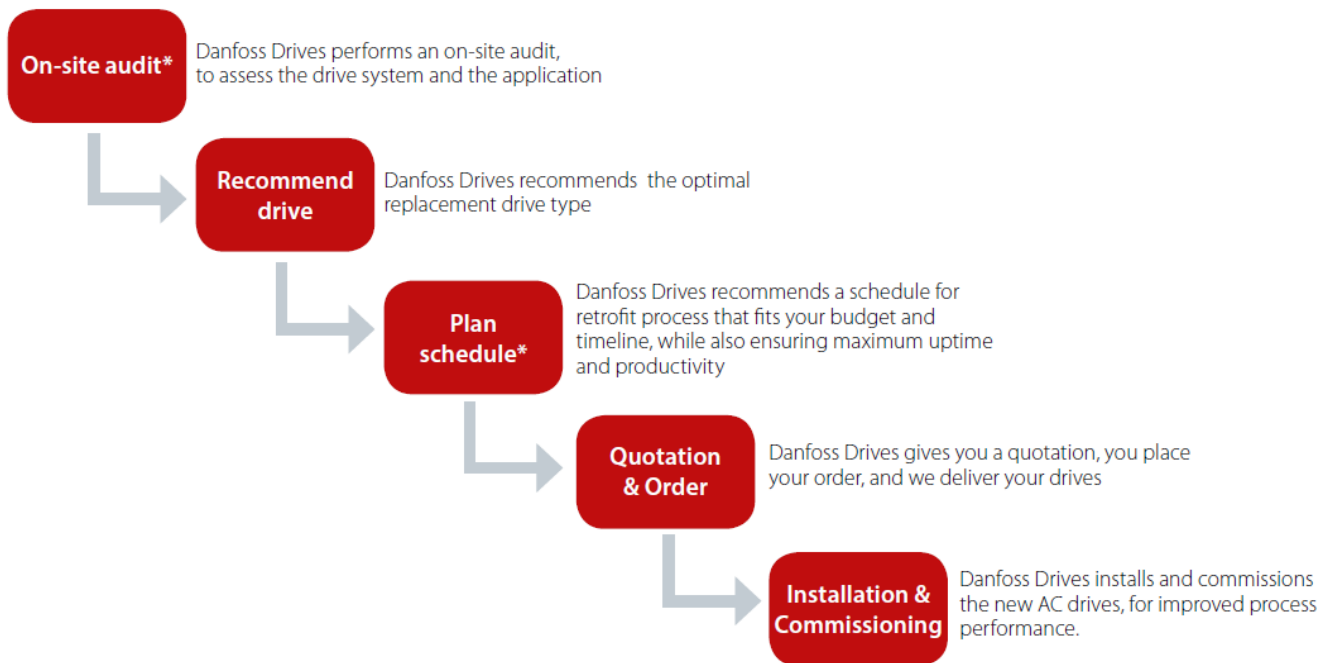 On-site audit*
Danfoss Drives performs an on-site audit,
to assess the drive system and the application
Recommend
drive
Danfoss Drives recommends the optimal
replacement drive type
Plan
schedule*
Danfoss Drives recommends a schedule for
retrofit process that fits your budget and
timeline, while also ensuring maximum uptime
and productivity
Quotation
& Order
Danfoss Drives gives you a quotation, you place
your order, and we deliver your drives
Installation &
Commissioning
Danfoss Drives installs and commissions
the new AC drives, for improved process
performance.